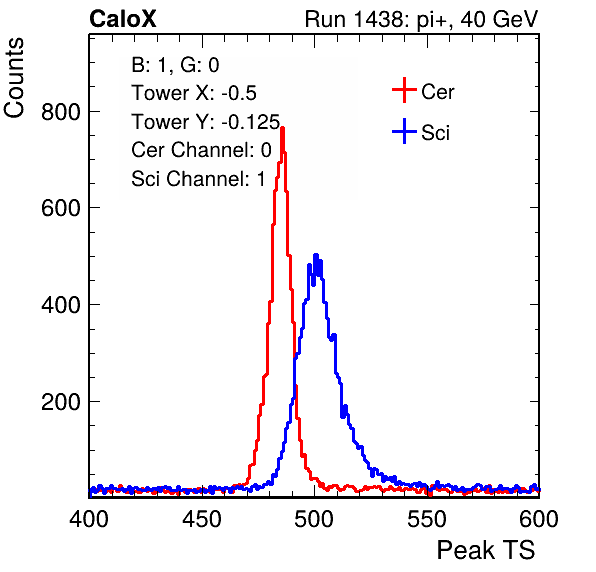 CaloX Run 1438: pi+, 40 GeV
Counts
B: 1, G: 0
Tower X: -0.5
Tower Y: -0.125
Cer Channel: 0
Sci Channel: 1
Cer
Sci
800
600
400
200
400 450 500 550 600
Peak TS